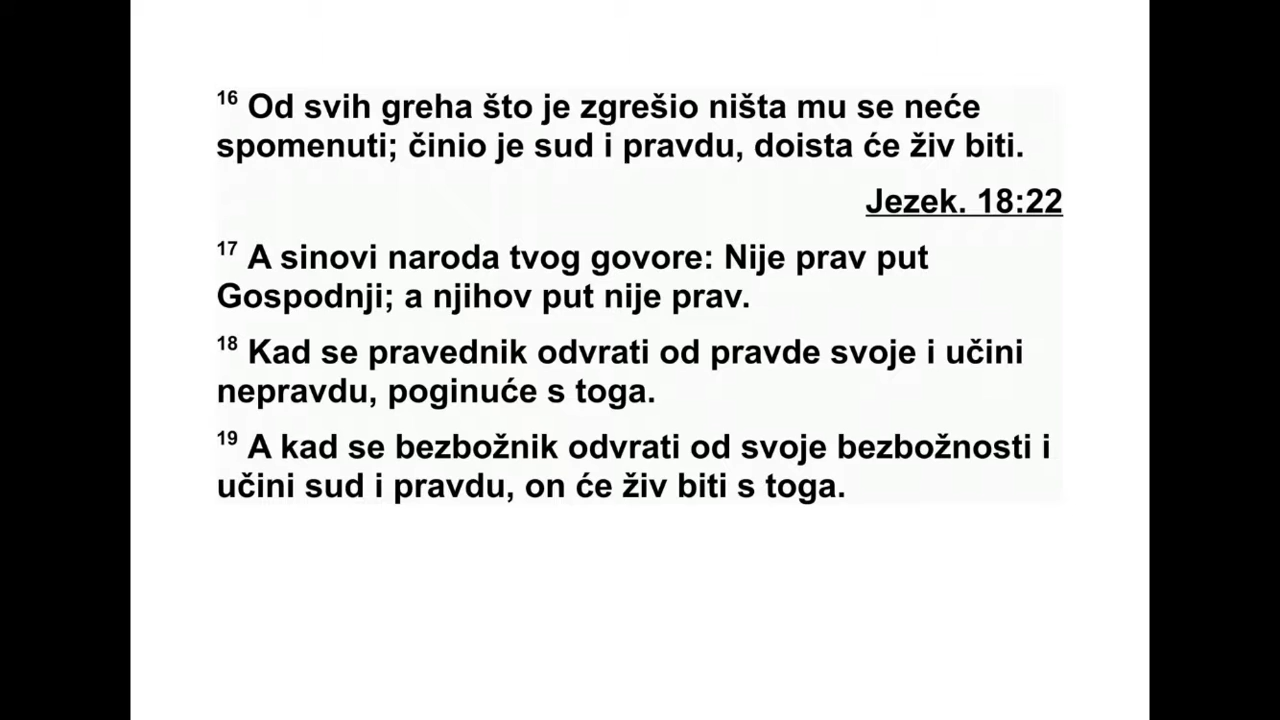 16 Od svih greha što je zgrešio ništa mu se neće
spomenuti; činio je sud i pravdu, doista će živ biti.
Jezek. 18:22
17 A sinovi naroda tvog govore: Nije prav put
Gospodnji; a njihov put nije prav.
18 Kad se pravednik odvrati od pravde svoje i učini
nepravdu, poginuće s toga.
19 A kad se bezbožnik odvrati od svoje bezbožnosti i
učini sud i pravdu, on će živ biti s toga.